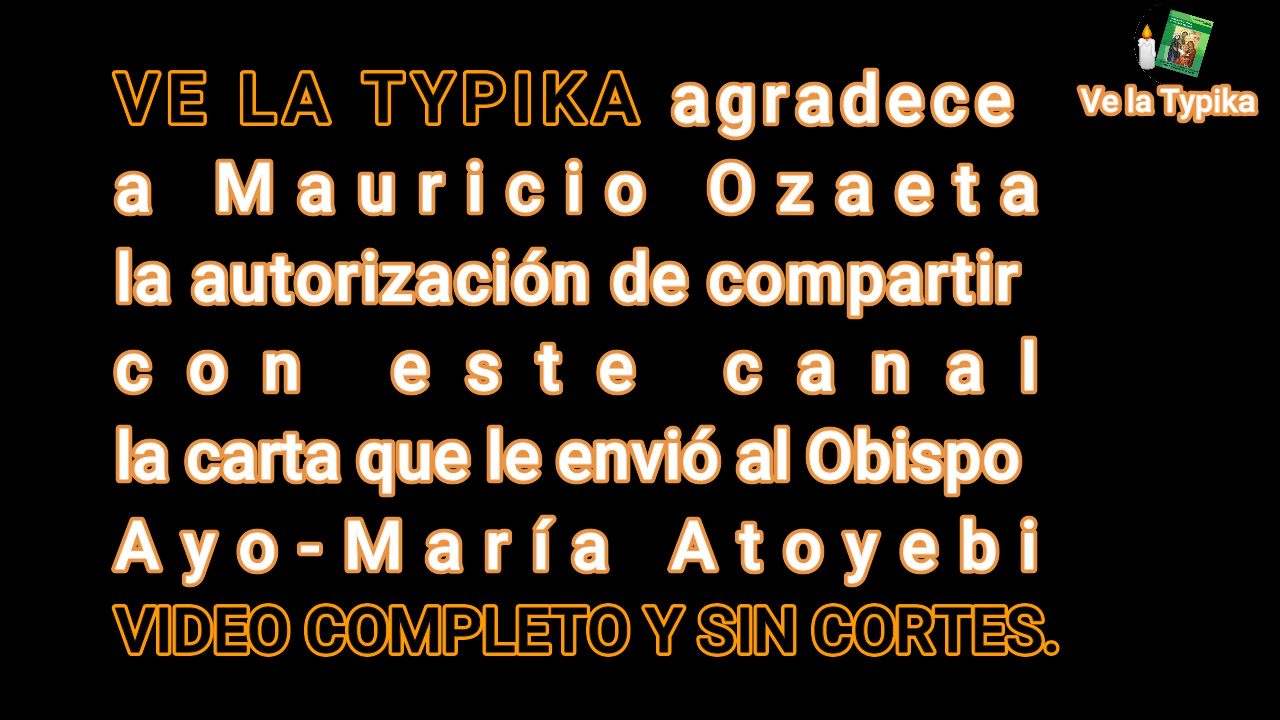 VE LA TYPIKA agradece
a Mauricio Ozaeta
la autorización de compartir
con este canal
la carta que le envió al Obispo
Ayo-María Atoyebi
VIDEO COMPLETO Y SIN CORTES.
Ve la Typika